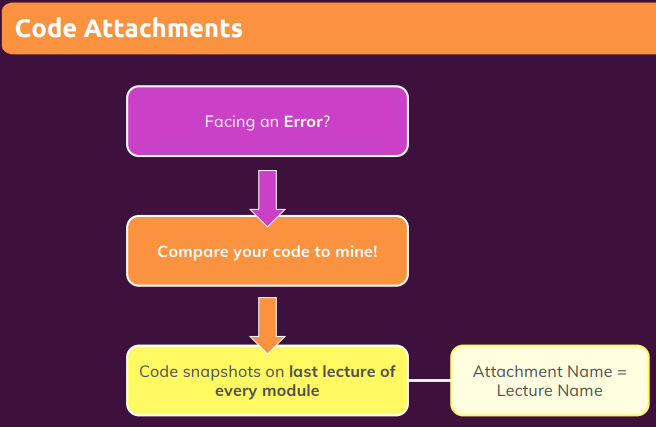 Code Attachments
Facing an Error?
Compare your code to mine!
Code snapshots on last lecture of
every module
Attachment Name =
Lecture Name